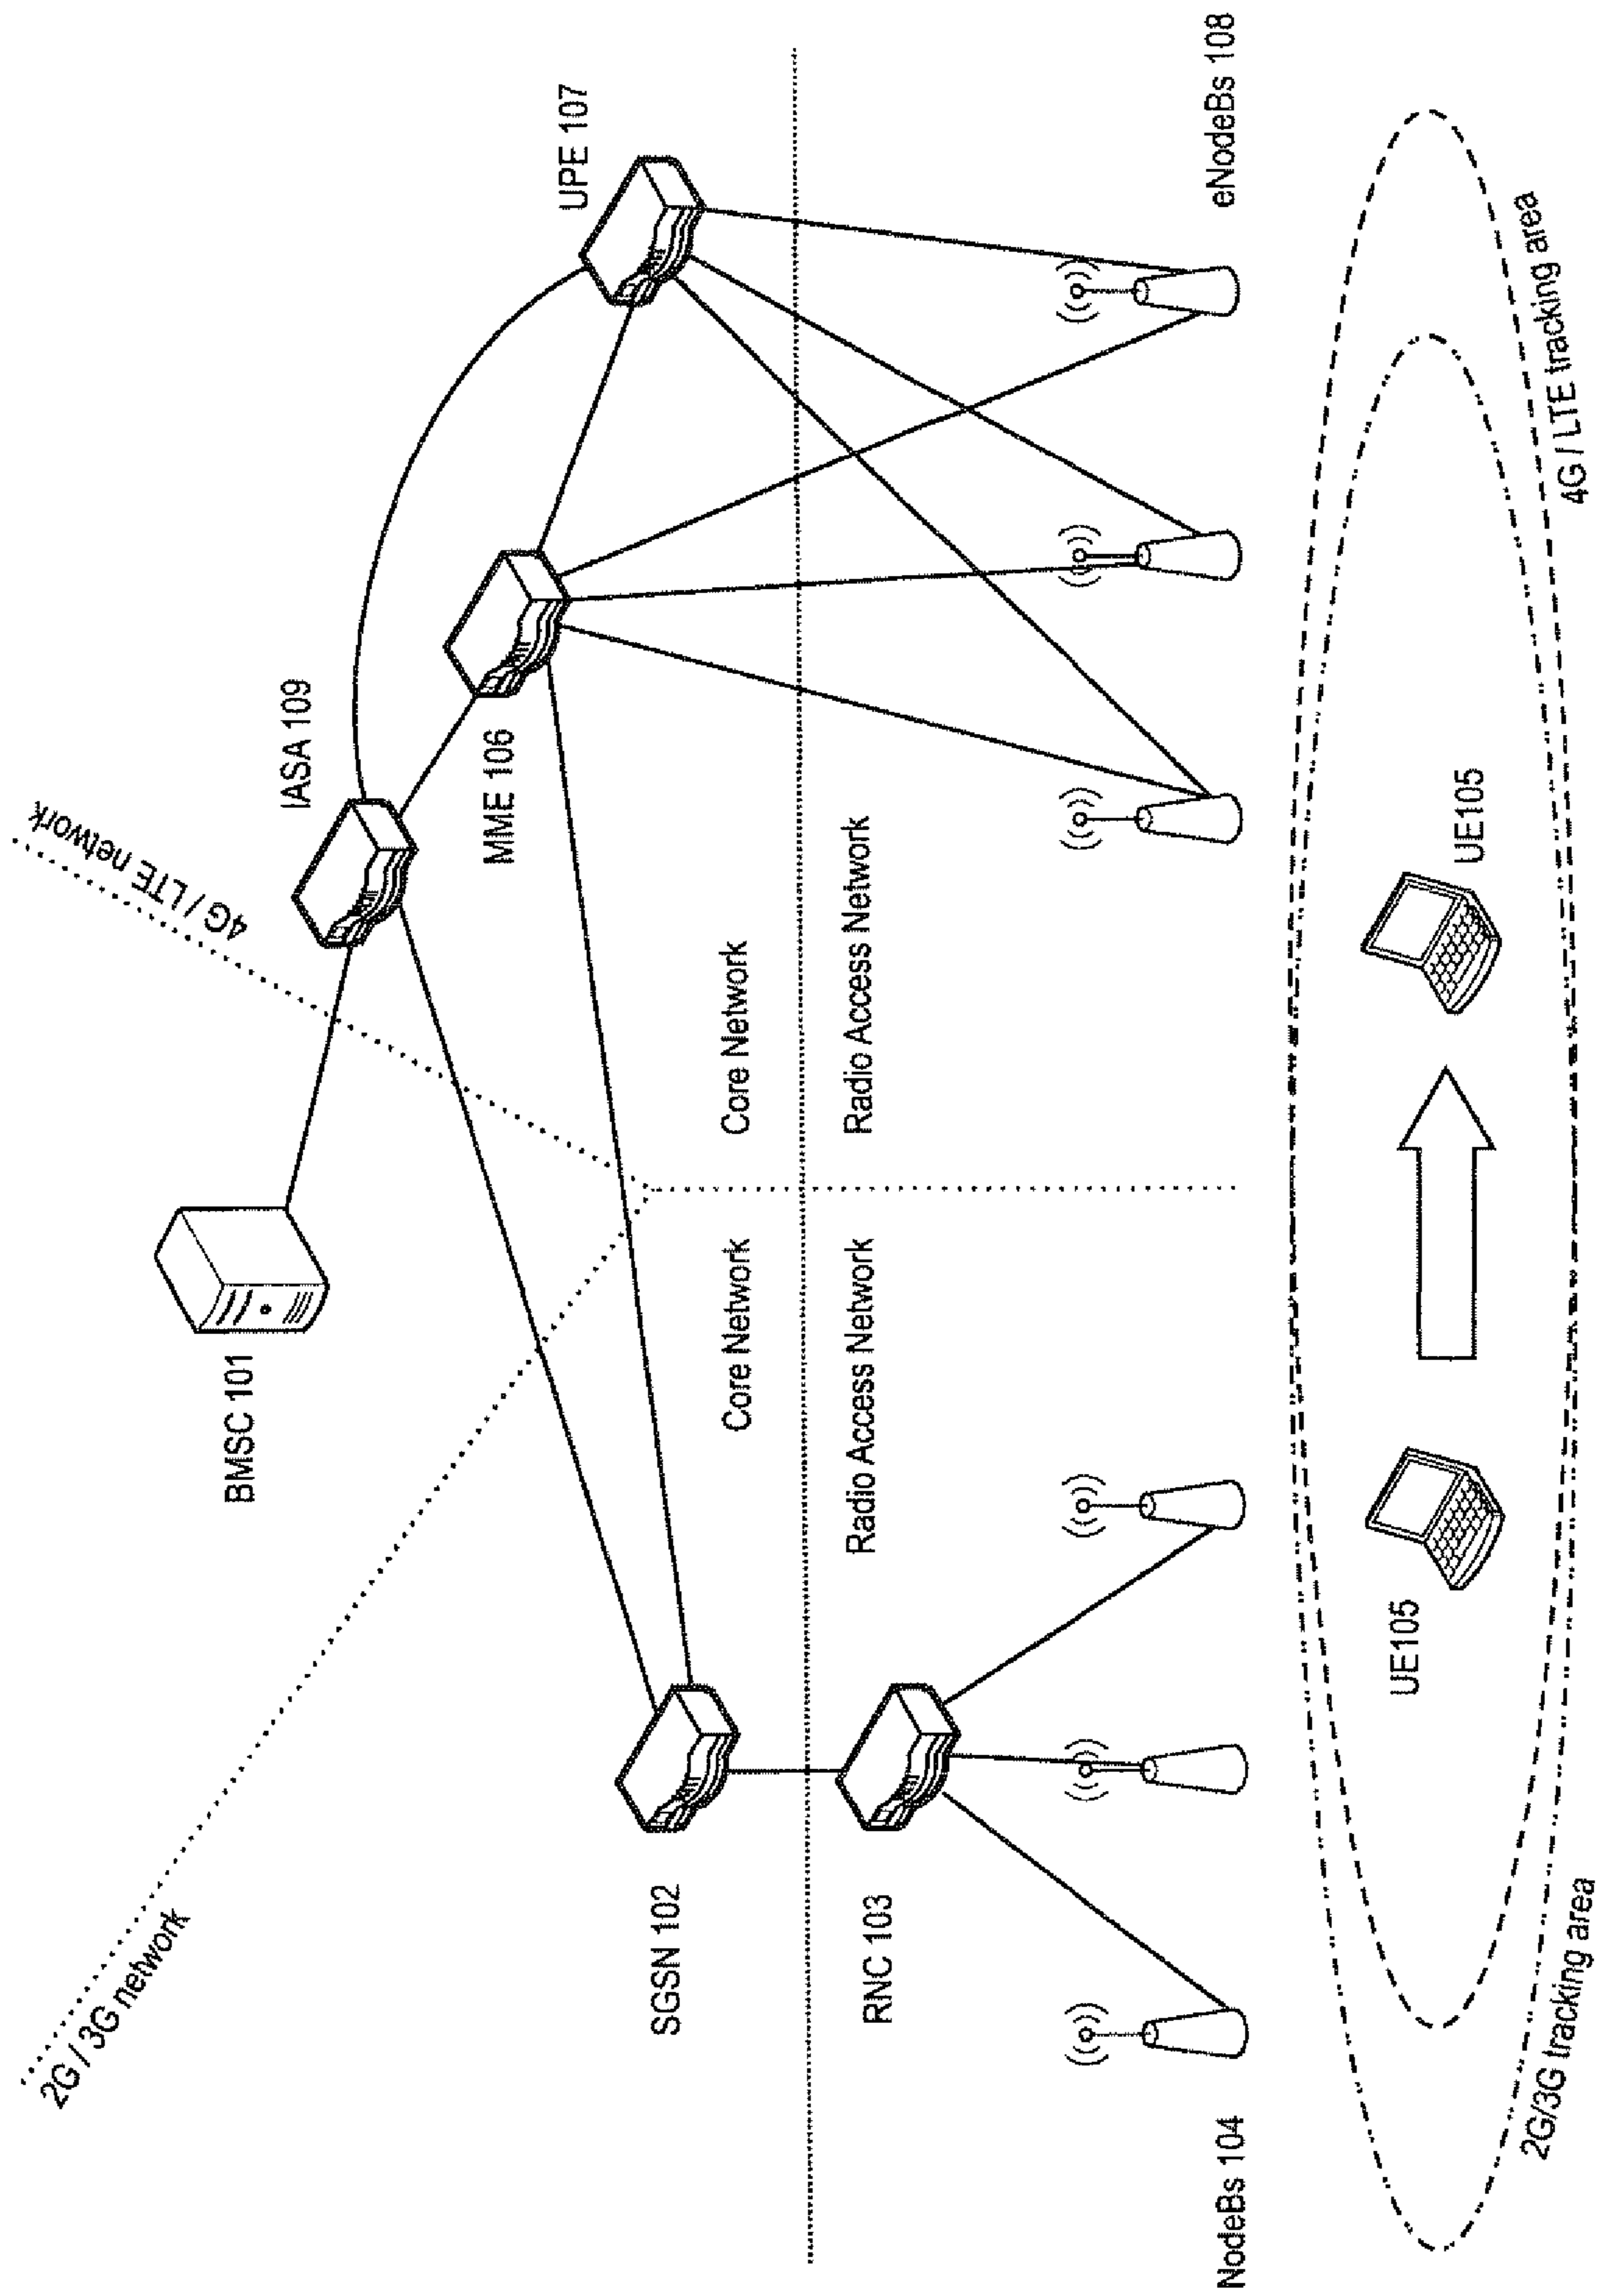 2G / 3G network
4G / LTE network
BMSC 101
IASA 109
MME 106
UPE 107
SGSN 102
Core Network
Core Network
RNC 103
Radio Access Network
Radio Access Network
NodeBs 104
eNodeBs 108
UE105
UE105
2G/3G tracking area
4G / LTE tracking area